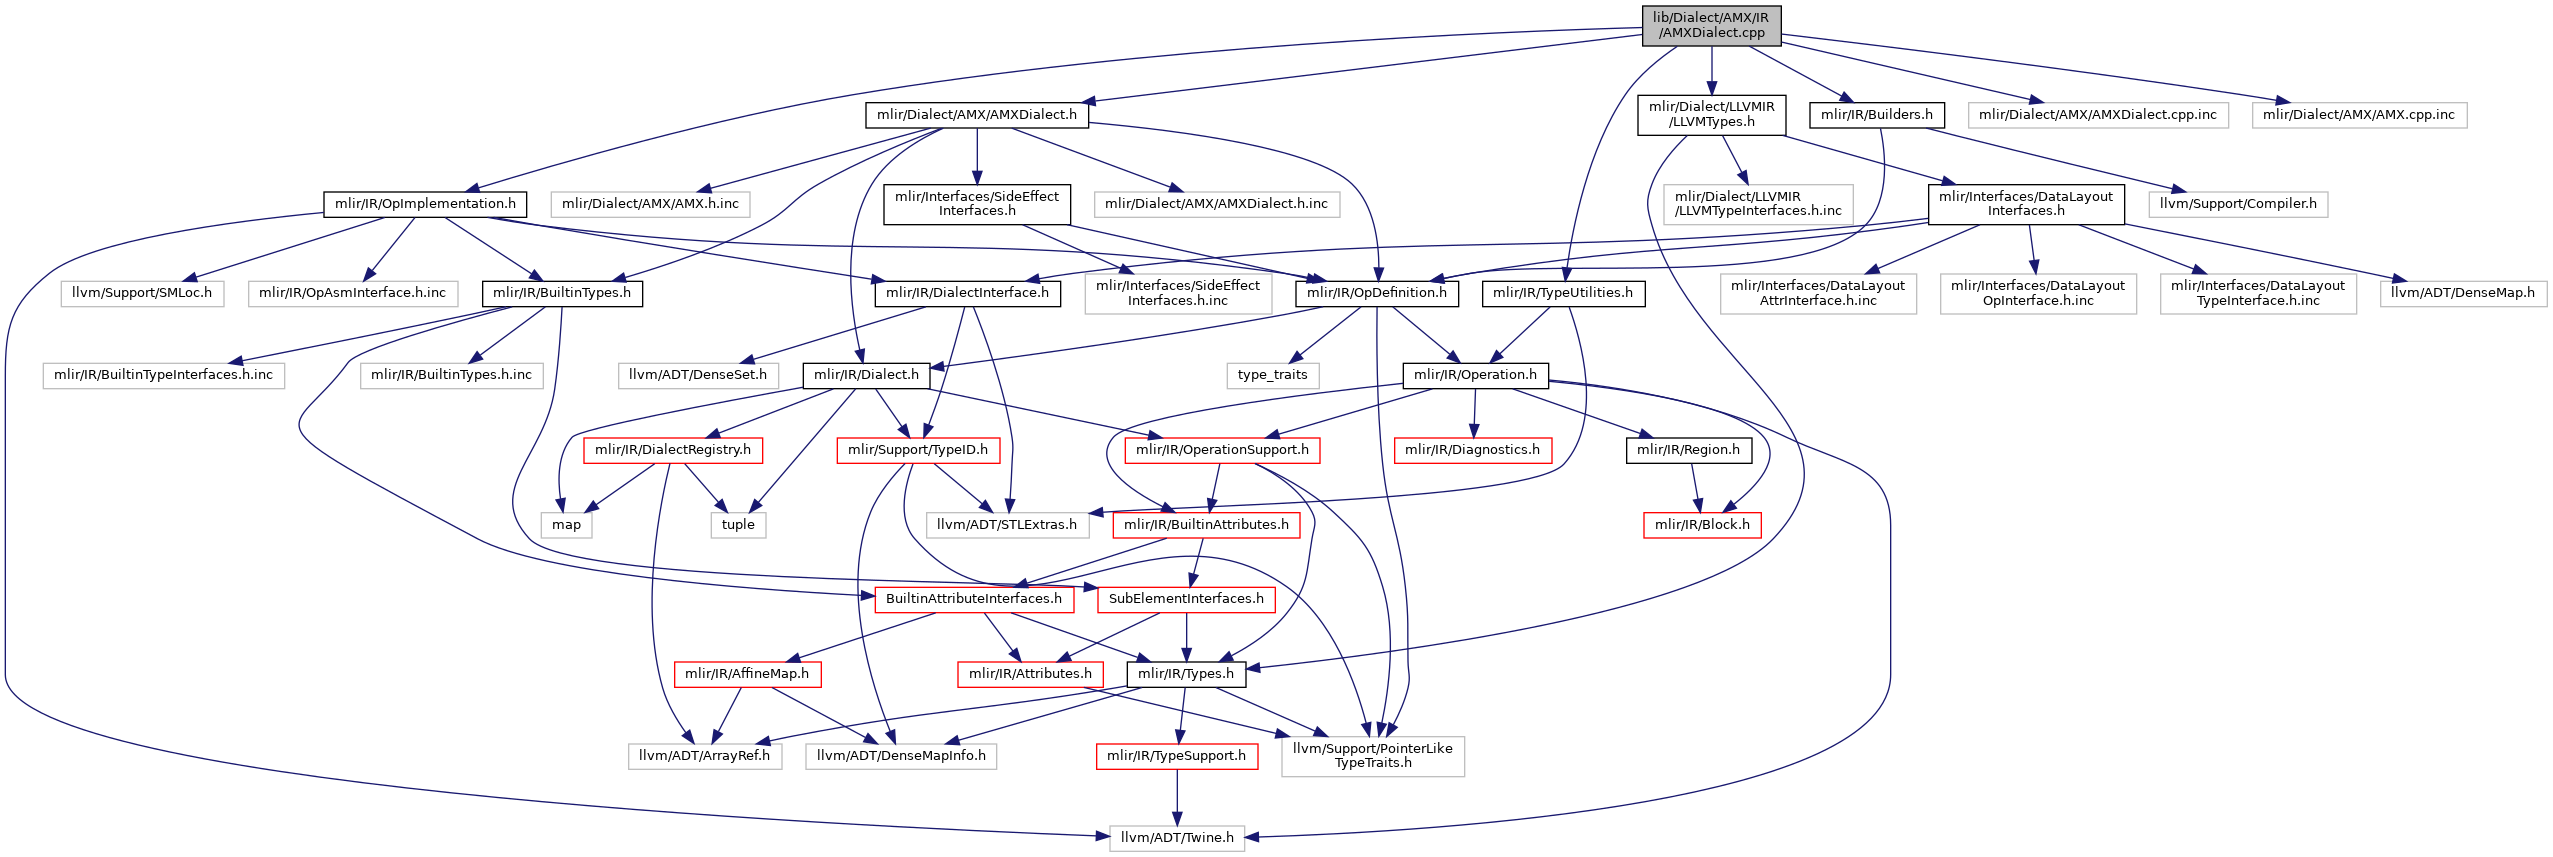 lib/Dialect/AMX/IR
/AMXDialect.cpp
mlir/Dialect/AMX/AMXDialect.h
mlir/Dialect/LLVMIR
/LLVMTypes.h
mlir/IR/Builders.h
mlir/Dialect/AMX/AMXDialect.cpp.inc
mlir/Dialect/AMX/AMX.cpp.inc
mlir/IR/OpImplementation.h
mlir/Dialect/AMX/AMX.h.inc
mlir/Interfaces/SideEffect
Interfaces.h
mlir/Dialect/AMX/AMXDialect.h.inc
mlir/Dialect/LLVMIR
/LLVMTypeInterfaces.h.inc
mlir/Interfaces/DataLayout
Interfaces.h
llvm/Support/Compiler.h
llvm/Support/SMLoc.h
mlir/IR/OpAsmInterface.h.inc
mlir/IR/BuiltinTypes.h
mlir/IR/DialectInterface.h
mlir/Interfaces/SideEffect
Interfaces.h.inc
mlir/IR/OpDefinition.h
mlir/IR/TypeUtilities.h
mlir/Interfaces/DataLayout
AttrInterface.h.inc
mlir/Interfaces/DataLayout
OpInterface.h.inc
mlir/Interfaces/DataLayout
TypeInterface.h.inc
llvm/ADT/DenseMap.h
mlir/IR/BuiltinTypeInterfaces.h.inc
mlir/IR/BuiltinTypes.h.inc
llvm/ADT/DenseSet.h
mlir/IR/Dialect.h
type_traits
mlir/IR/Operation.h
mlir/IR/DialectRegistry.h
mlir/Support/TypeID.h
mlir/IR/OperationSupport.h
mlir/IR/Diagnostics.h
mlir/IR/Region.h
map
tuple
llvm/ADT/STLExtras.h
mlir/IR/BuiltinAttributes.h
mlir/IR/Block.h
BuiltinAttributeInterfaces.h
SubElementInterfaces.h
mlir/IR/AffineMap.h
mlir/IR/Attributes.h
mlir/IR/Types.h
llvm/ADT/ArrayRef.h
llvm/ADT/DenseMapInfo.h
mlir/IR/TypeSupport.h
llvm/Support/PointerLike
TypeTraits.h
llvm/ADT/Twine.h